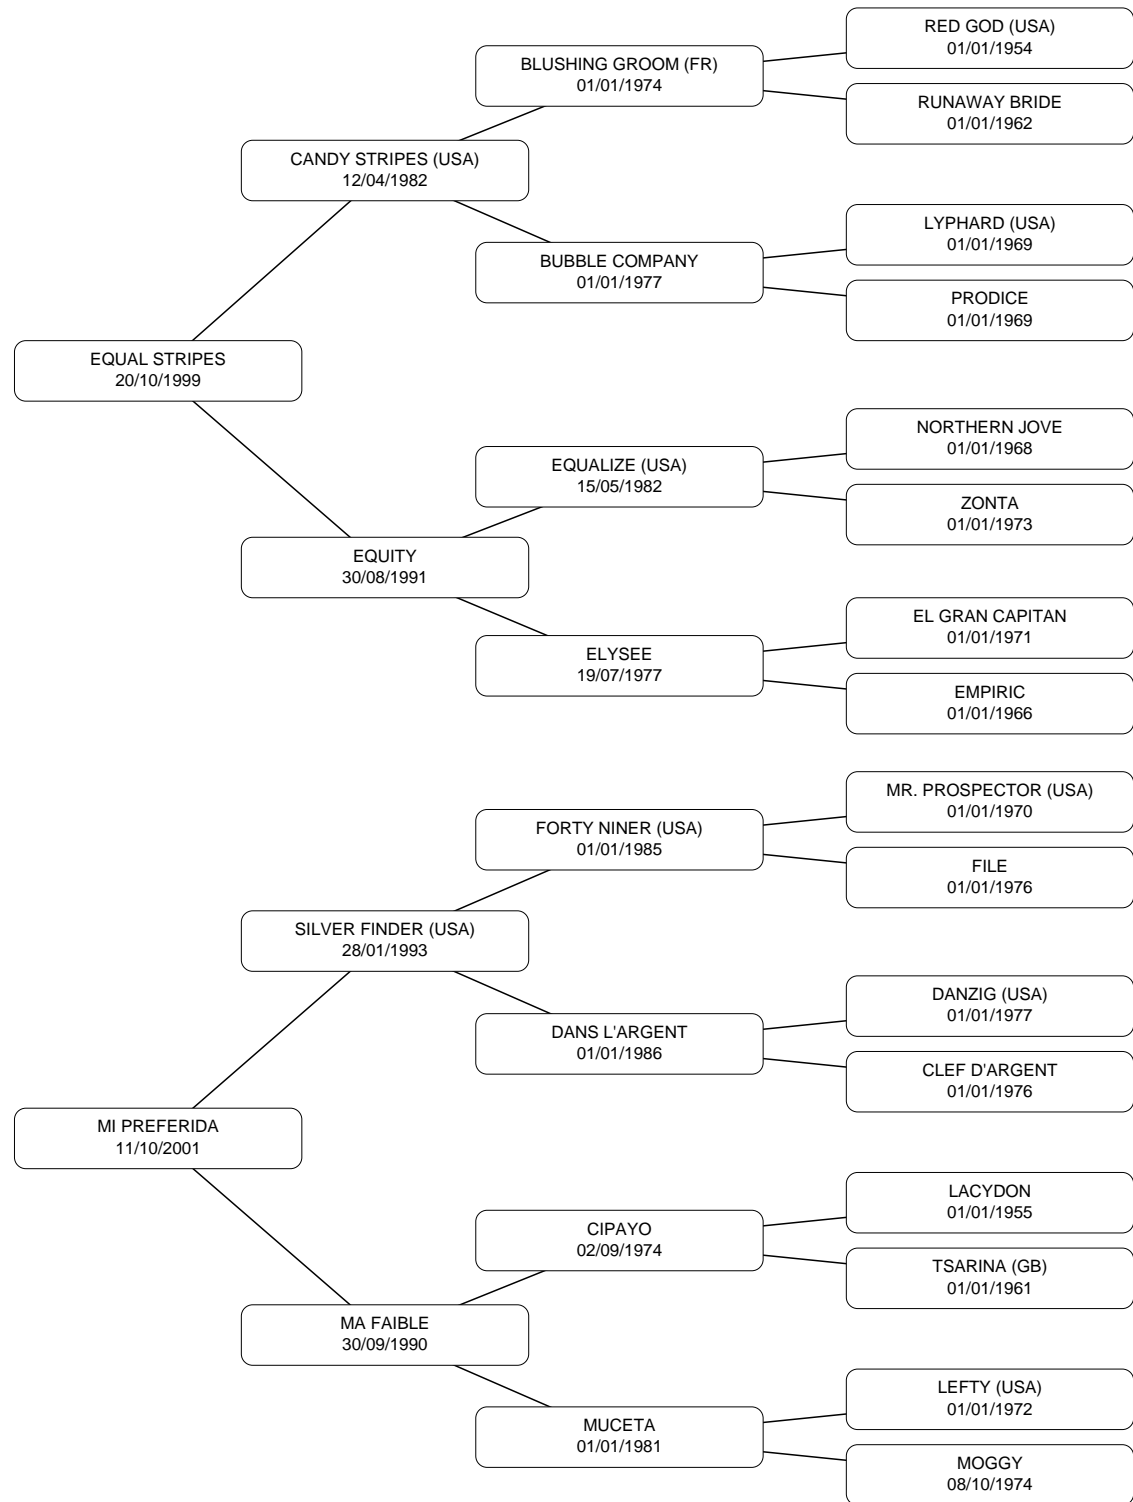 RED GOD (USA)
01/01/1954
BLUSHING GROOM (FR)
01/01/1974
RUNAWAY BRIDE
01/01/1962
CANDY STRIPES (USA)
12/04/1982
LYPHARD (USA)
01/01/1969
BUBBLE COMPANY
01/01/1977
PRODICE
01/01/1969
EQUAL STRIPES
20/10/1999
NORTHERN JOVE
01/01/1968
EQUALIZE (USA)
15/05/1982
ZONTA
01/01/1973
EQUITY
30/08/1991
EL GRAN CAPITAN
01/01/1971
ELYSEE
19/07/1977
EMPIRIC
01/01/1966
MR. PROSPECTOR (USA)
01/01/1970
FORTY NINER (USA)
01/01/1985
FILE
01/01/1976
SILVER FINDER (USA)
28/01/1993
DANZIG (USA)
01/01/1977
DANS L'ARGENT
01/01/1986
CLEF D'ARGENT
01/01/1976
MI PREFERIDA
11/10/2001
LACYDON
01/01/1955
CIPAYO
02/09/1974
TSARINA (GB)
01/01/1961
MA FAIBLE
30/09/1990
LEFTY (USA)
01/01/1972
MUCETA
01/01/1981
MOGGY
08/10/1974